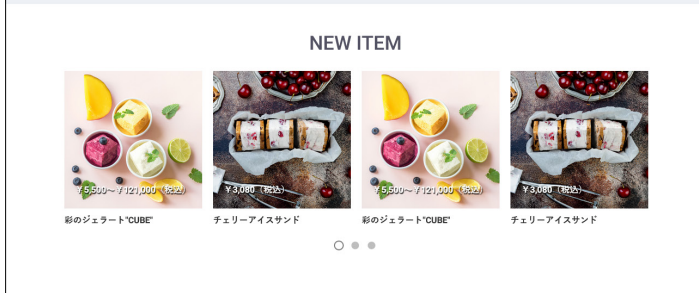 NEW ITEM
¥5,500～¥121,000（税込）
¥3,080（税込）
¥5,500～¥121,000（税込）
¥3,080（税込）
彩のジェラート"CUBE"
チェリーアイスサンド
彩のジェラート"CUBE"
チェリーアイスサンド